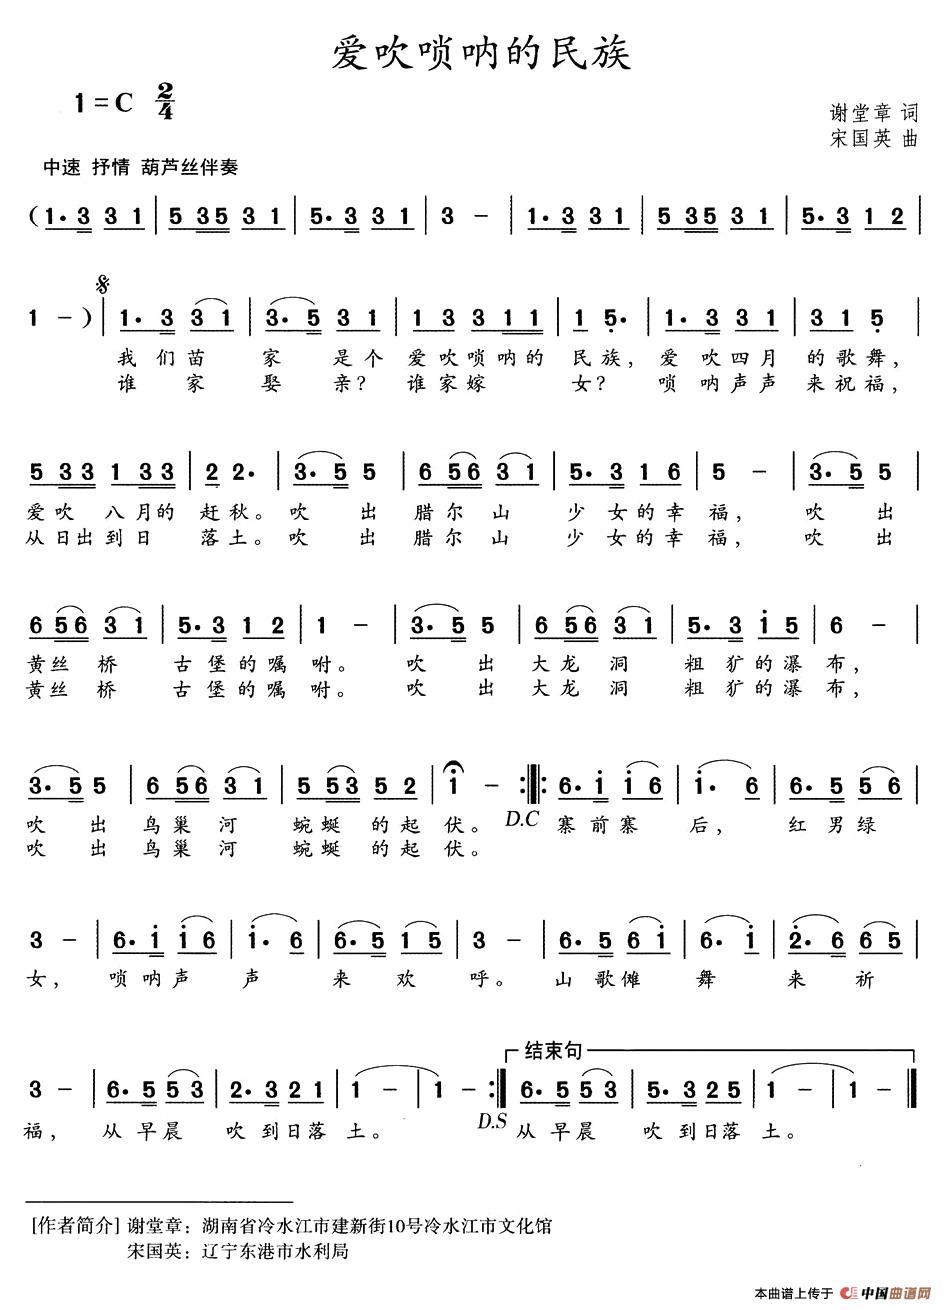 爱吹唢呐的民族
1=C 2/4
谢堂章 词
宋国英 曲
中速 抒情 葫芦丝伴奏
(1·3 3 1 | 5 35 3 1 | 5·3 3 1 | 3 - | 1·3 3 1 | 5 35 3 1 | 5·3 1 2 |
1 - ) | 1·3 3 1 | 3·5 3 1 | 1 3 3 11 | 1 5· | 1·3 3 1 | 3 1 5 |
我们苗 家 是个 爱吹唢呐的 民族，爱 吹四月 的歌舞，
谁 家娶 亲？ 谁家嫁 女？ 唢 呐声声 来祝福，
5 33 1 33 | 2 2· | 3·5 5 | 6 56 3 1 | 5·3 1 6 | 5 - | 3·5 5 |
爱吹 八月的 赶秋。吹 出 腊尔山 少女的幸福， 吹出
从日出到日 落土。吹 出 腊尔山 少女的幸福， 吹出
6 56 3 1 | 5·3 1 2 | 1 - | 3·5 5 | 6 56 3 1 | 5·3 i 5 | 6 - |
黄丝 桥 古堡的嘱咐。 吹 出 大龙洞 粗犷的瀑布，
黄丝 桥 古堡的嘱咐。 吹 出 大龙洞 粗犷的瀑布，
3·5 5 | 6 56 3 1 | 5 53 5 2 | i - :‖: 6·i i 6 | i·6 | 6·5 5 6 |
吹 出 鸟巢河 蜿蜒 的起伏。 D.C 寨前寨 后， 红男绿
吹 出 鸟巢河 蜿蜒 的起伏。
3 - | 6·i i 6 | i·6 | 6·5 1 5 | 3 - | 6·5 6 i | 6·i | 2·6 6 5 |
女， 唢呐声 声 来 欢 呼。 山歌傩 舞 来 祈
结束句
3 - | 6·5 5 3 | 2·3 2 1 | 1 - | 1 - :‖ 6·5 5 3 | 5·3 2 5 | 1 - | 1 - ‖
福， 从早晨 吹到日落土。 D.S 从早晨 吹到日落土。
[作者简介] 谢堂章：湖南省冷水江市建新街10号冷水江市文化馆
宋国英：辽宁东港市水利局
本曲谱上传于 中国曲谱网